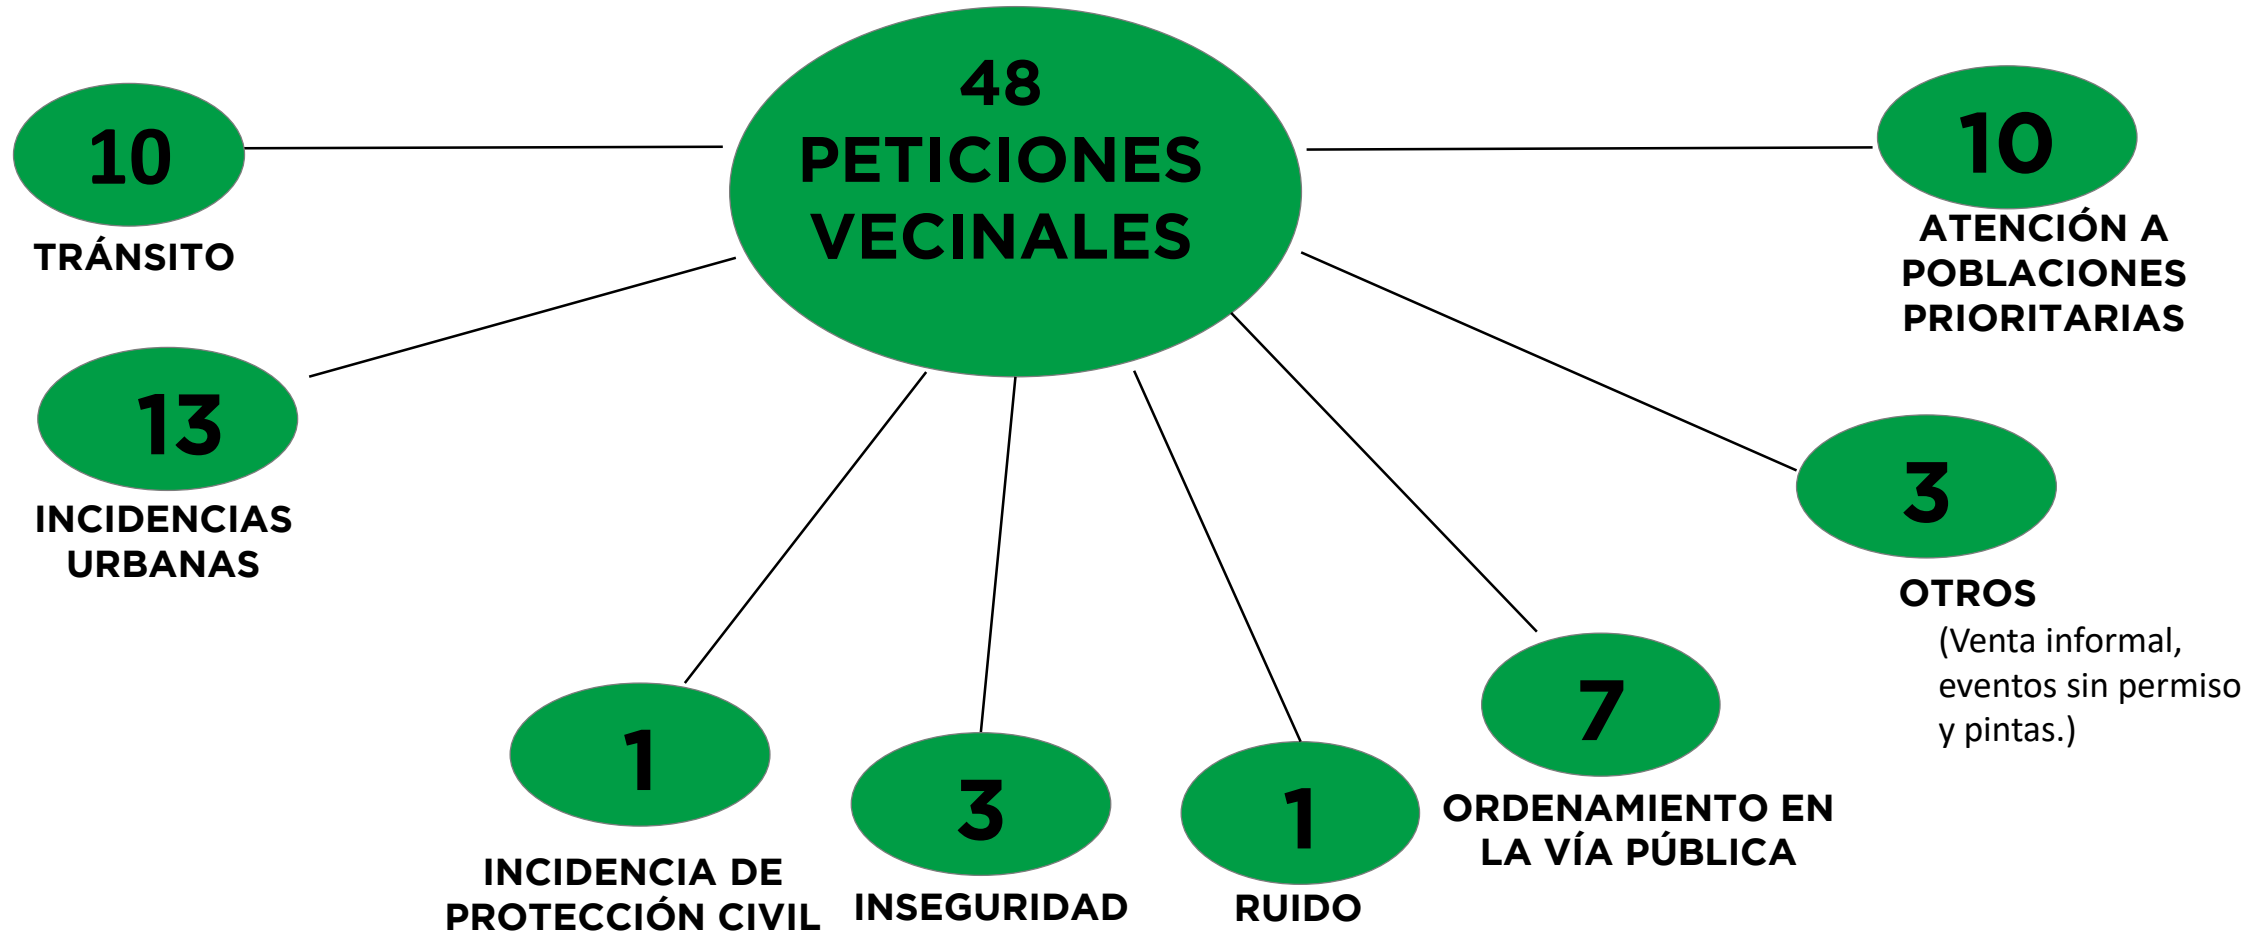 48
PETICIONES
VECINALES
10
TRÁNSITO
13
INCIDENCIAS
URBANAS
1
INCIDENCIA DE
PROTECCIÓN CIVIL
3
INSEGURIDAD
1
RUIDO
7
ORDENAMIENTO EN
LA VÍA PÚBLICA
3
OTROS
(Venta informal,
eventos sin permiso
y pintas.)
10
ATENCIÓN A
POBLACIONES
PRIORITARIAS